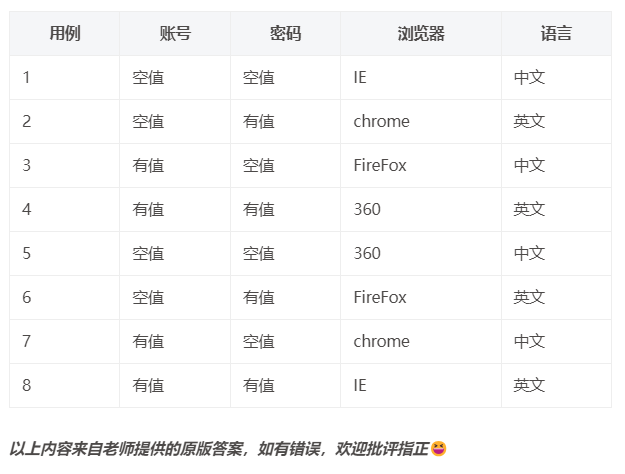 用例 账号 密码 浏览器 语言
1 空值 空值 IE 中文
2 空值 有值 chrome 英文
3 有值 空值 FireFox 中文
4 有值 有值 360 英文
5 空值 空值 360 中文
6 空值 有值 FireFox 英文
7 有值 空值 chrome 中文
8 有值 有值 IE 英文
以上内容来自老师提供的原版答案，如有错误，欢迎批评指正😆